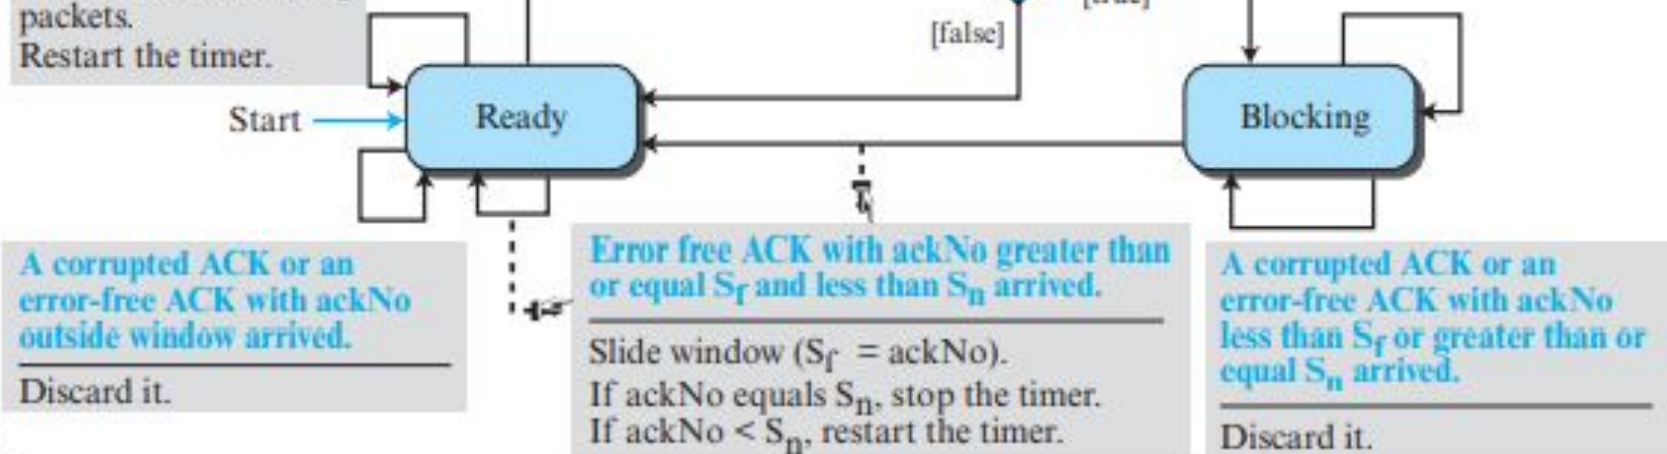 packets.
Restart the timer.
[false]
Start
Ready
Blocking
A corrupted ACK or an
error-free ACK with ackNo
outside window arrived.
Discard it.
Error free ACK with ackNo greater than
or equal Sf and less than Sn arrived.
Slide window (Sf = ackNo).
If ackNo equals Sn, stop the timer.
If ackNo < Sn, restart the timer.
A corrupted ACK or an
error-free ACK with ackNo
less than Sf or greater than or
equal Sn arrived.
Discard it.